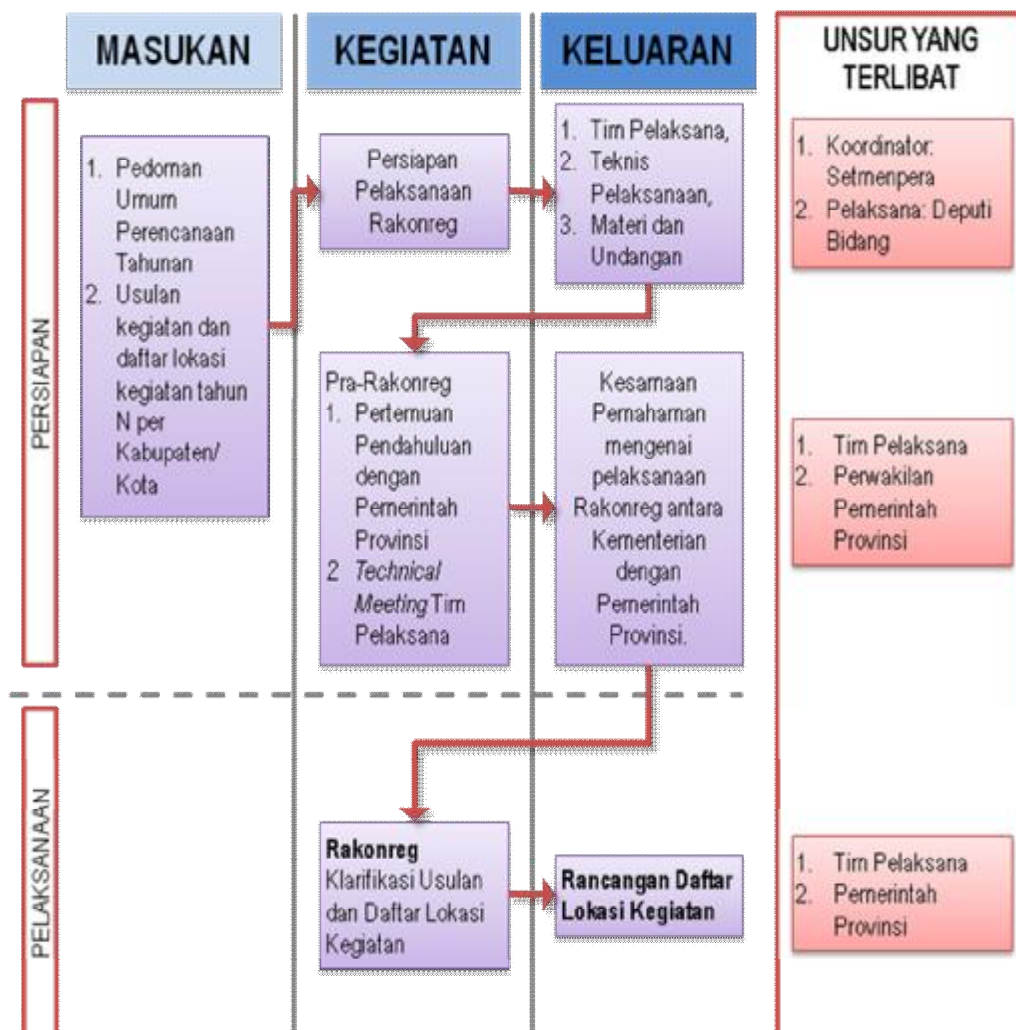 MASUKAN
KEGIATAN
KELUARAN
UNSUR YANG
TERLIBAT
PERSIAPAN
1. Pedoman
Umum
Perencanaan
Tahunan
2. Usulan
kegiatan dan
daftar lokasi
kegiatan tahun
N per
Kabupaten/
Kota
Persiapan
Pelaksanaan
Rakonreg
1. Tim Pelaksana,
2. Teknis
Pelaksanaan,
3. Materi dan
Undangan
1. Koordinator:
Setmenpera
2. Pelaksana: Deputi
Bidang
Pra-Rakonreg
1. Pertemuan
Pendahuluan
dengan
Pemerintah
Provinsi
2 Technical
Meeting Tim
Pelaksana
Kesamaan
Pemahaman
mengenai
pelaksanaan
Rakonreg antara
Kementerian
dengan
Pemerintah
Provinsi.
1. Tim Pelaksana
2. Perwakilan
Pemerintah
Provinsi
PELAKSANAAN
Rakonreg
Klarifikasi Usulan
dan Daftar Lokasi
Kegiatan
Rancangan Daftar
Lokasi Kegiatan
1. Tim Pelaksana
2. Pemerintah
Provinsi